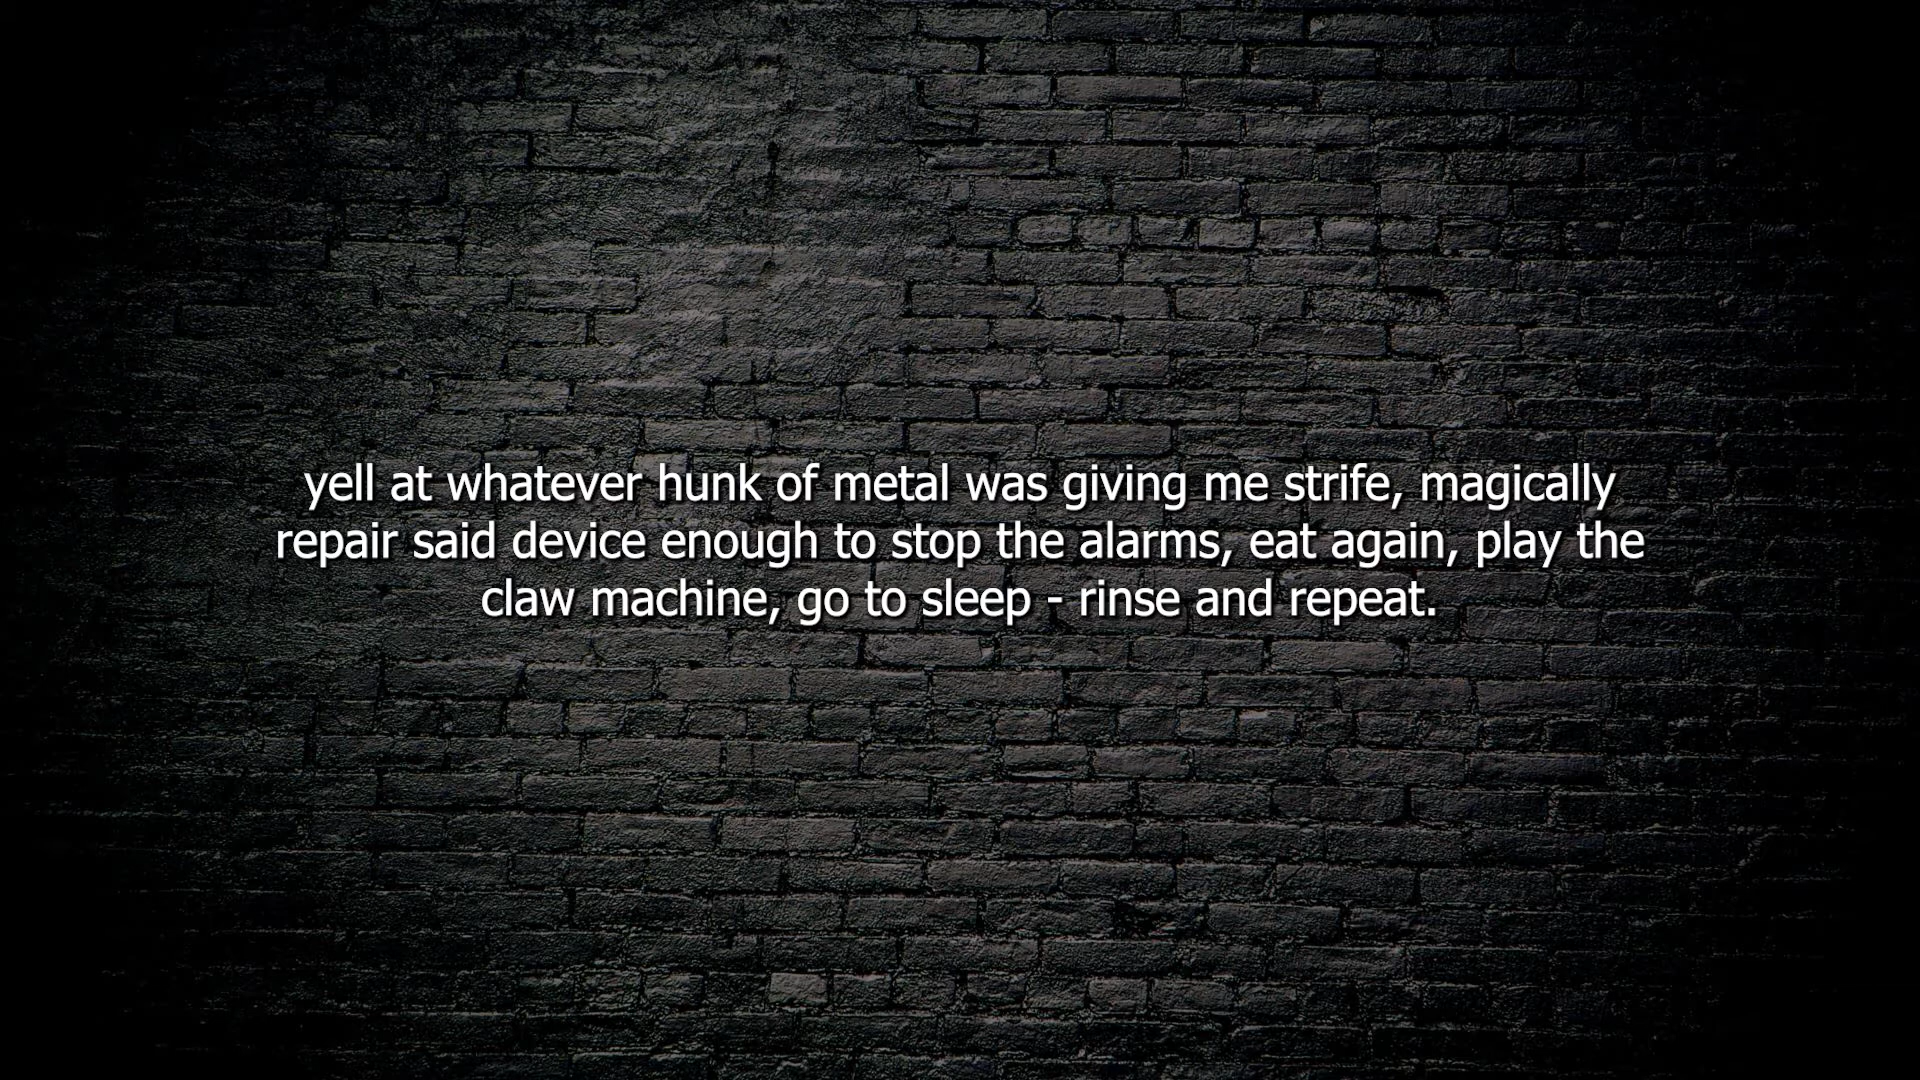 yell at whatever hunk of metal was giving me strife, magically
repair said device enough to stop the alarms, eat again, play the
claw machine, go to sleep - rinse and repeat.